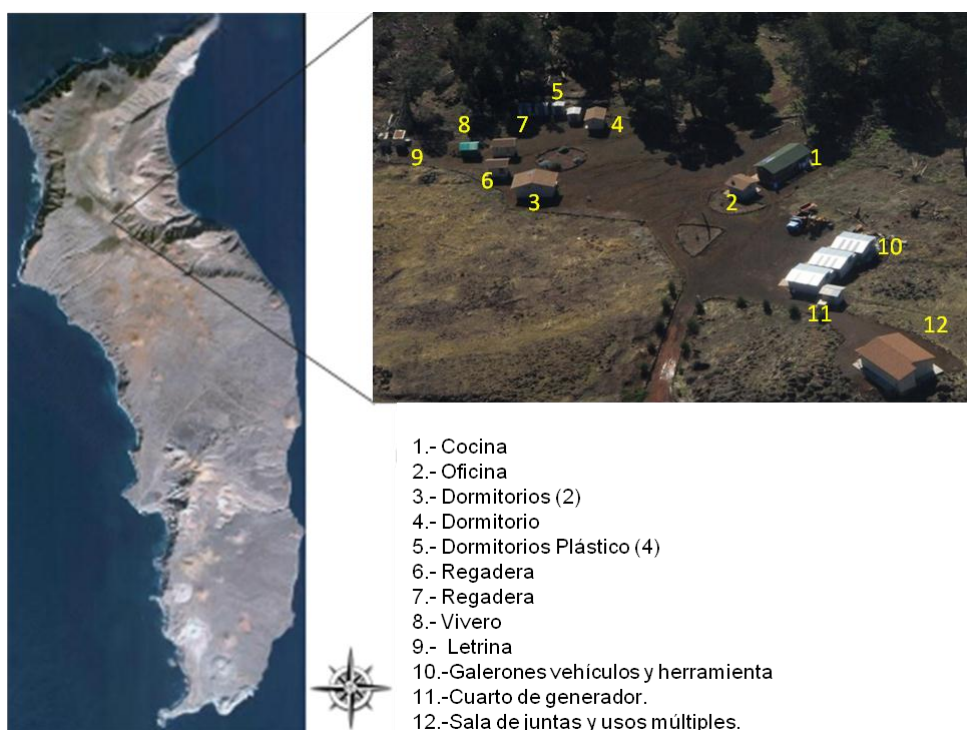 5
8
7
4
1
9
6
3
2
10
11
12
1.- Cocina
2.- Oficina
3.- Dormitorios (2)
4.- Dormitorio
5.- Dormitorios Plástico (4)
6.- Regadera
7.- Regadera
8.- Vivero
9.- Letrina
10.-Galerones vehículos y herramienta
11.-Cuarto de generador.
12.-Sala de juntas y usos múltiples.